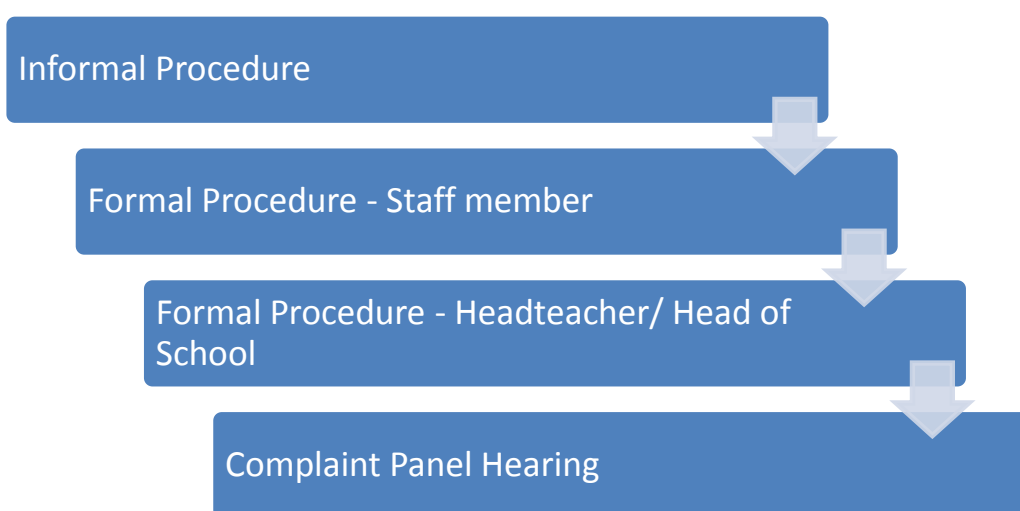 Informal Procedure
Formal Procedure - Staff member
Formal Procedure - Headteacher/ Head of
School
Complaint Panel Hearing